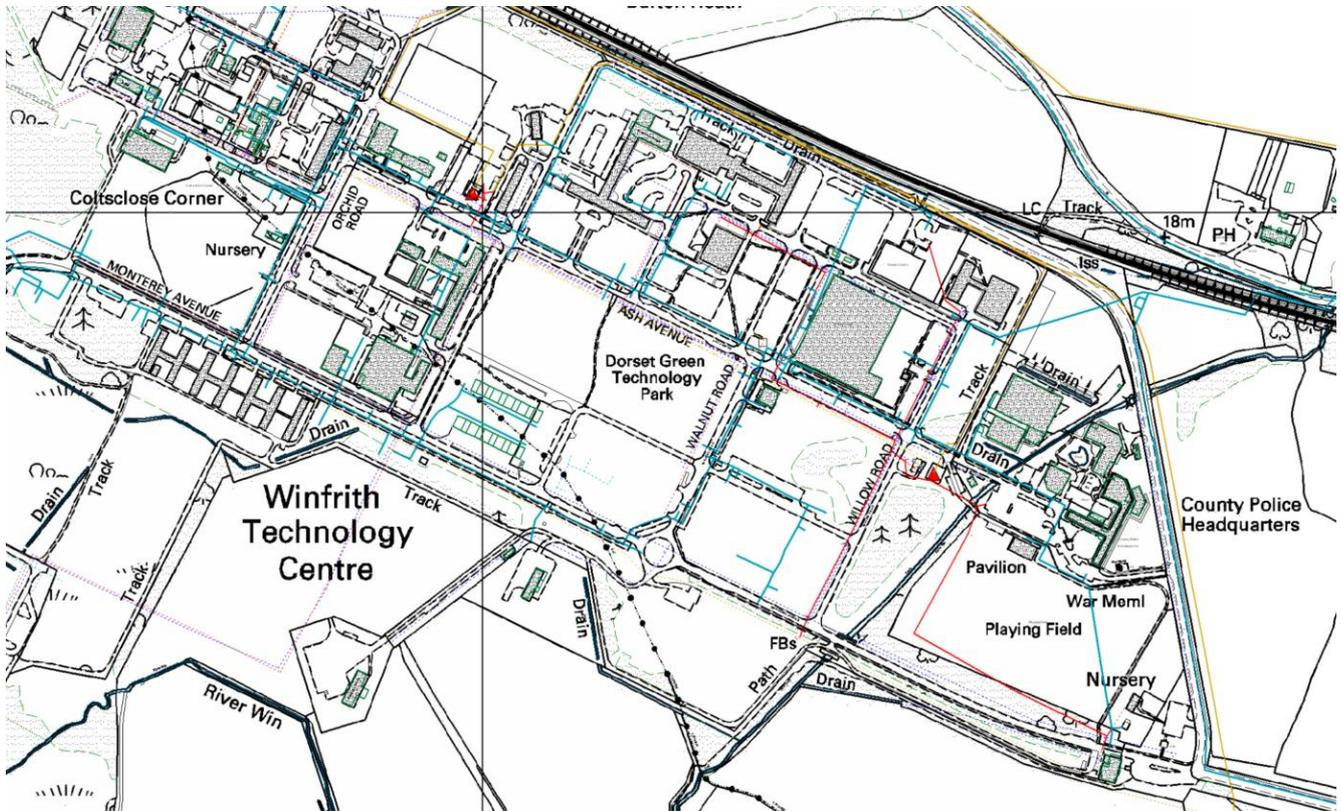 Track
Drain
Coltsclose Corner
ORCHID
ROAD
LC
Track
18m
PH
Nursery
Iss
MONTEREY AVENUE
ASH AVENUE
Dorset Green
Technology
Park
WALNUT ROAD
Track
Drain
Drain
Drain
Track
Drain
Track
Winfrith
Technology
Centre
WILLOW ROAD
County Police
Headquarters
Pavilion
War Meml
Playing Field
Track
Drain
FBs
Path
Drain
Nursery
River Win